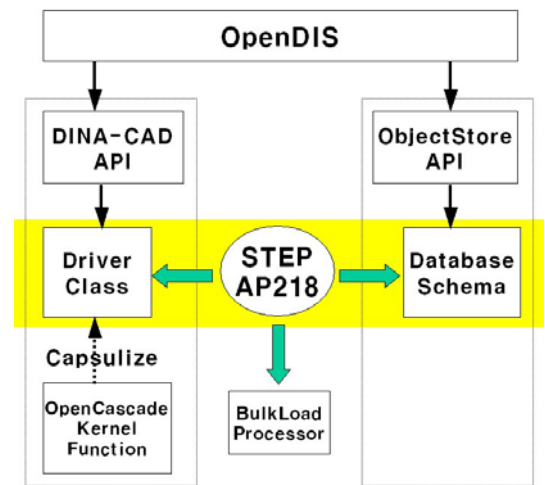 OpenDIS
DINA-CAD
API
ObjectStore
API
Driver
Class
STEP
AP218
Database
Schema
Capsulize
OpenCascade
Kernel
Function
BulkLoad
Processor